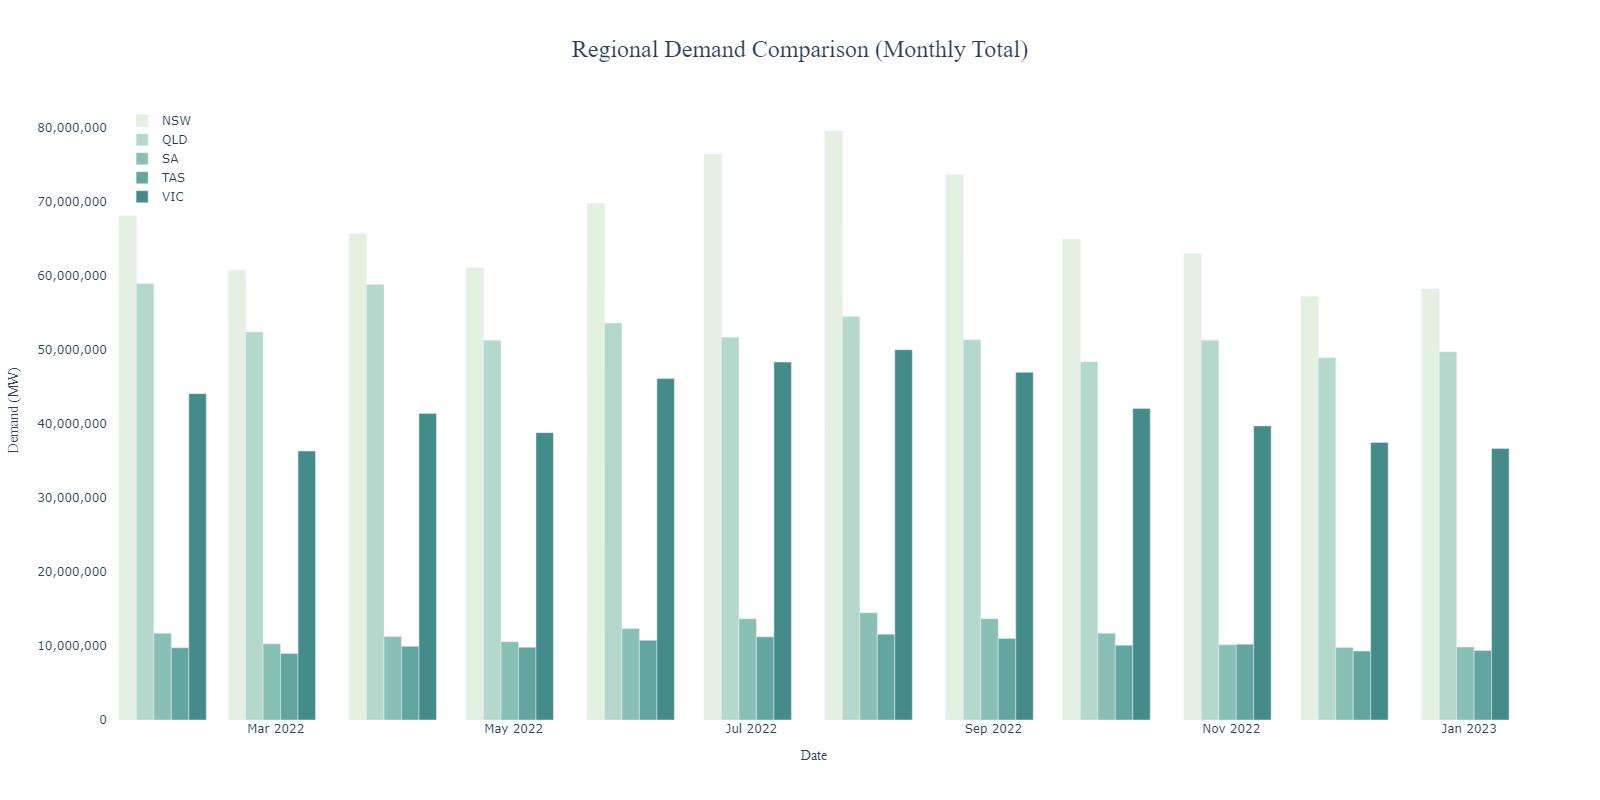 Regional Demand Comparison (Monthly Total)
NSW
QLD
SA
TAS
VIC
80,000,000
70,000,000
60,000,000
50,000,000
40,000,000
30,000,000
20,000,000
10,000,000
0
Demand (MW)
Mar 2022
May 2022
Jul 2022
Sep 2022
Nov 2022
Jan 2023
Date